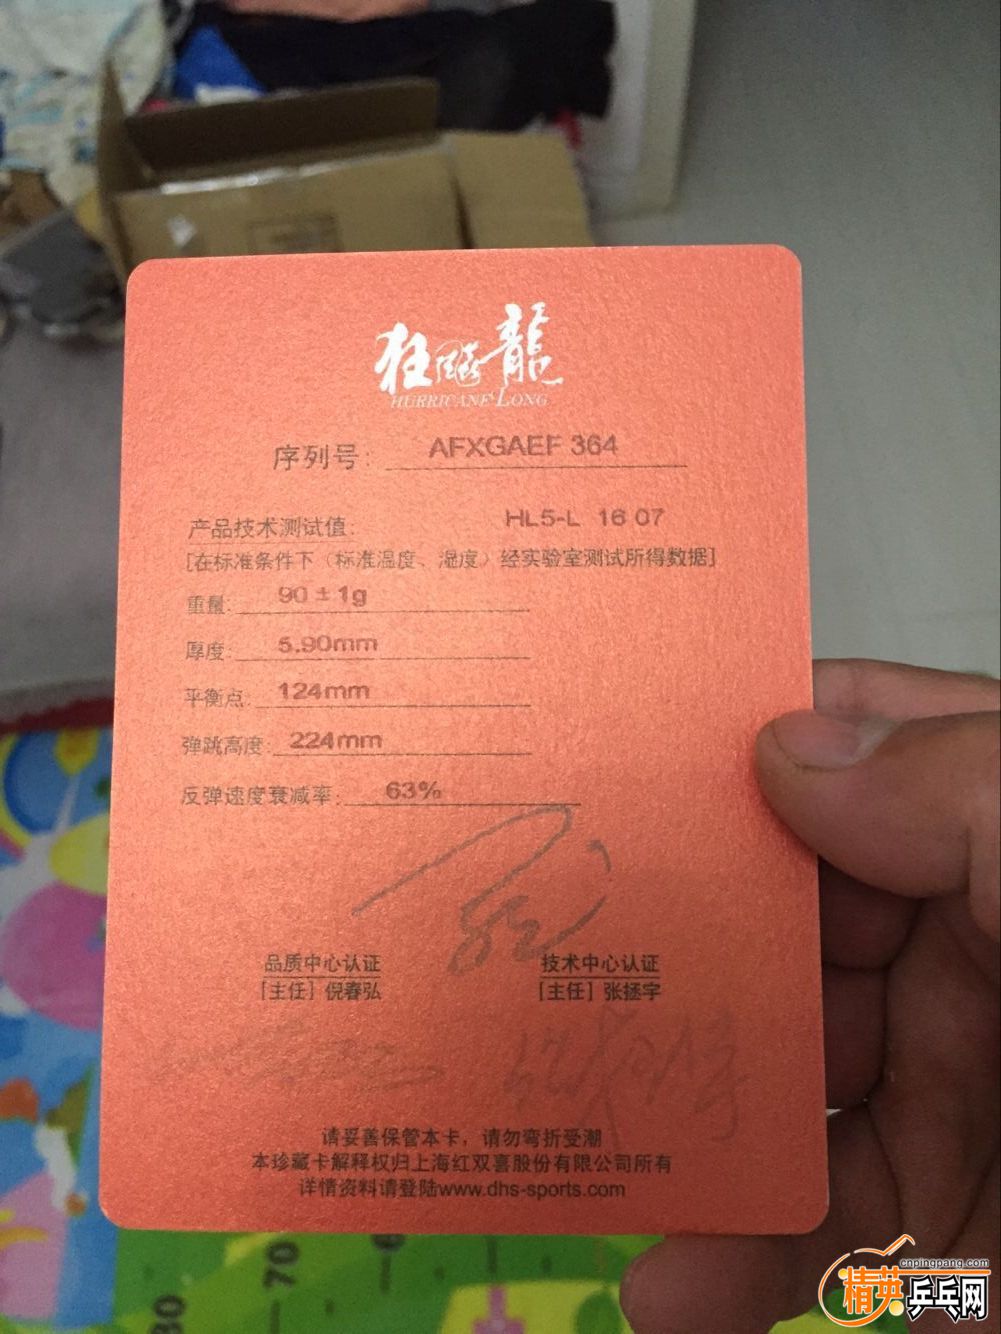 狂飚龍
HURRICANE LONG
序列号: AFXGAEF 364
产品技术测试值: HL5-L 16 07
[在标准条件下（标准温度、湿度）经实验室测试所得数据]
重量: 90 ± 1g
厚度: 5.90mm
平衡点: 124mm
弹跳高度: 224mm
反弹速度衰减率: 63%
品质中心认证 技术中心认证
[主任] 倪春弘 [主任] 张拯宇
请妥善保管本卡，请勿弯折受潮
本珍藏卡解释权归上海红双喜股份有限公司所有
详情资料请登陆www.dhs-sports.com
70
cnpingpang.com
精英乒乓网